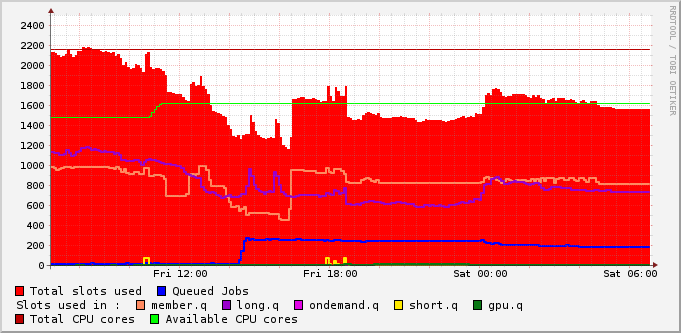 RRDTOOL / TOBI OETIKER
2400
2200
2000
1800
1600
1400
1200
1000
800
600
400
200
0
Fri 12:00 Fri 18:00 Sat 00:00 Sat 06:00
Total slots used Queued Jobs
Slots used in : member.q long.q ondemand.q short.q gpu.q
Total CPU cores Available CPU cores